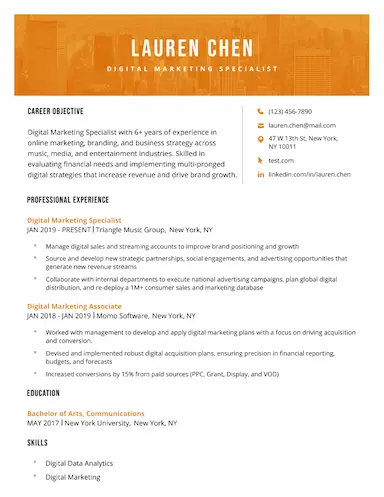 LAUREN CHEN
DIGITAL MARKETING SPECIALIST
CAREER OBJECTIVE
Digital Marketing Specialist with 6+ years of experience in
online marketing, branding, and business strategy across
music, media, and entertainment industries. Skilled in
evaluating financial needs and implementing multi-pronged
digital strategies that increase revenue and drive brand growth.
(123) 456-7890
lauren.chen@mail.com
47 W 13th St, New York,
NY 10011
test.com
linkedin.com/in/lauren.chen
PROFESSIONAL EXPERIENCE
Digital Marketing Specialist
JAN 2019 - PRESENT | Triangle Music Group, New York, NY
* Manage digital sales and streaming accounts to improve brand positioning and growth
* Source and develop new strategic partnerships, social engagements, and advertising opportunities that
generate new revenue streams
* Collaborate with internal departments to execute national advertising campaigns, plan global digital
distribution, and re-deploy a 1M+ consumer sales and marketing database
Digital Marketing Associate
JAN 2018 - JAN 2019 | Momo Software, New York, NY
* Worked with management to develop and apply digital marketing plans with a focus on driving acquisition
and conversion.
* Devised and implemented robust digital acquisition plans, ensuring precision in financial reporting,
budgets, and forecasts
* Increased conversions by 15% from paid sources (PPC, Grant, Display, and VOD)
EDUCATION
Bachelor of Arts, Communications
MAY 2017 | New York University, New York, NY
SKILLS
* Digital Data Analytics
* Digital Marketing